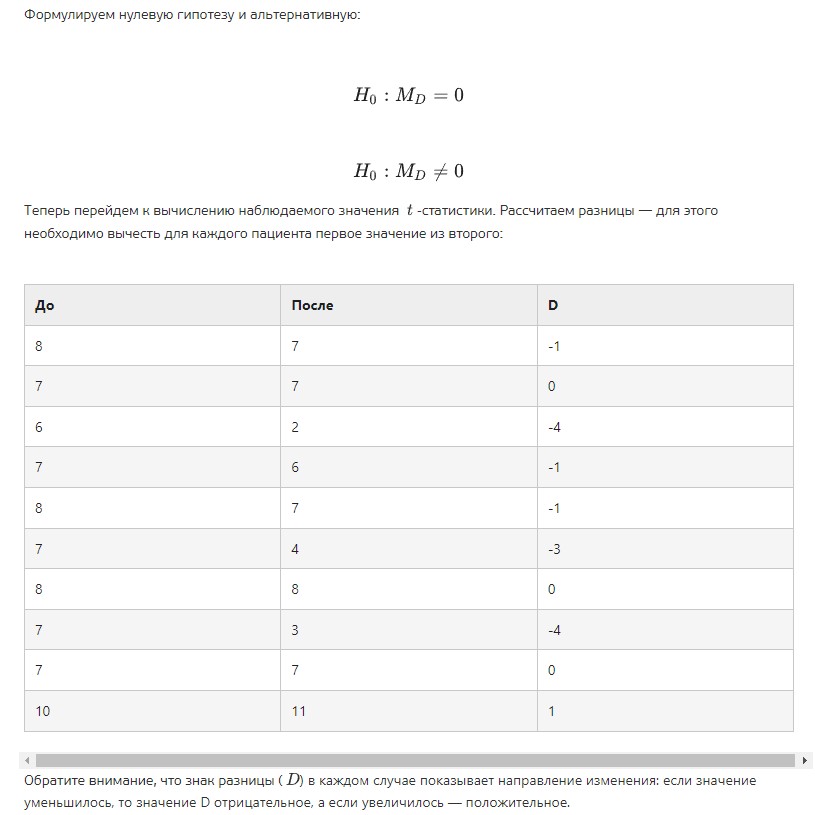 Формулируем нулевую гипотезу и альтернативную:
H₀ : M_D = 0
H₀ : M_D ≠ 0
Теперь перейдем к вычислению наблюдаемого значения t -статистики. Рассчитаем разницы — для этого
необходимо вычесть для каждого пациента первое значение из второго:
До После D
8 7 -1
7 7 0
6 2 -4
7 6 -1
8 7 -1
7 4 -3
8 8 0
7 3 -4
7 7 0
10 11 1
Обратите внимание, что знак разницы ( D) в каждом случае показывает направление изменения: если значение
уменьшилось, то значение D отрицательное, а если увеличилось — положительное.